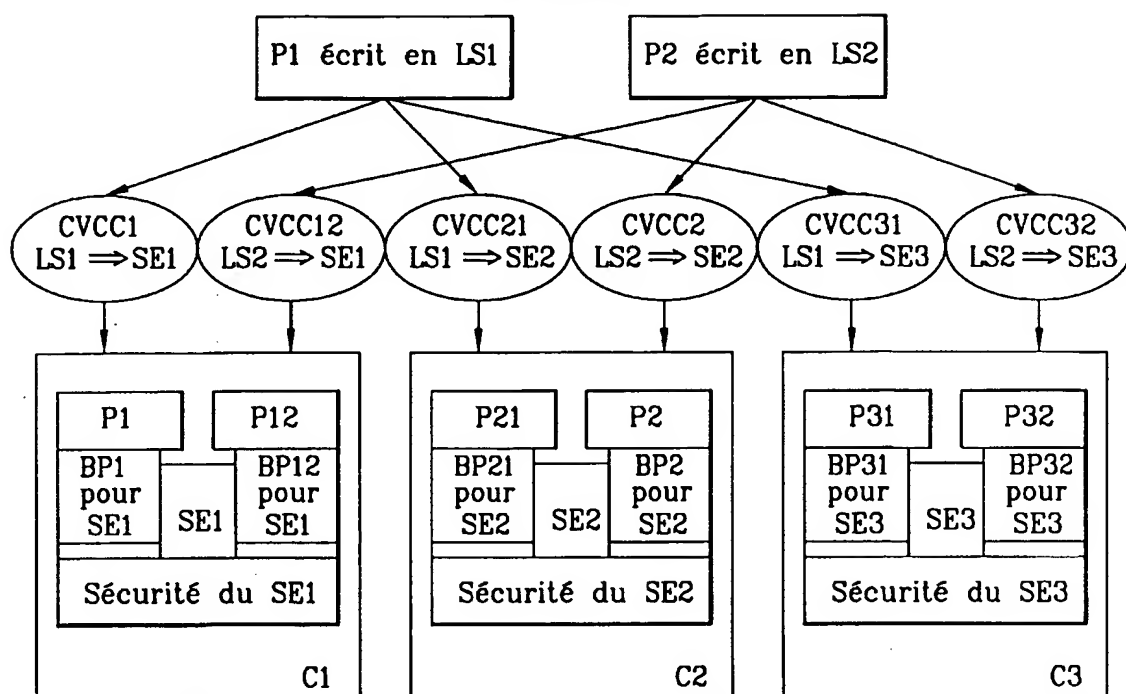 P1 écrit en LS1
P2 écrit en LS2
CVCC1
LS1 ⇒ SE1
CVCC12
LS2 ⇒ SE1
CVCC21
LS1 ⇒ SE2
CVCC2
LS2 ⇒ SE2
CVCC31
LS1 ⇒ SE3
CVCC32
LS2 ⇒ SE3
P1
P12
BP1
pour
SE1
SE1
BP12
pour
SE1
Sécurité du SE1
C1
P21
P2
BP21
pour
SE2
SE2
BP2
pour
SE2
Sécurité du SE2
C2
P31
P32
BP31
pour
SE3
SE3
BP32
pour
SE3
Sécurité du SE3
C3